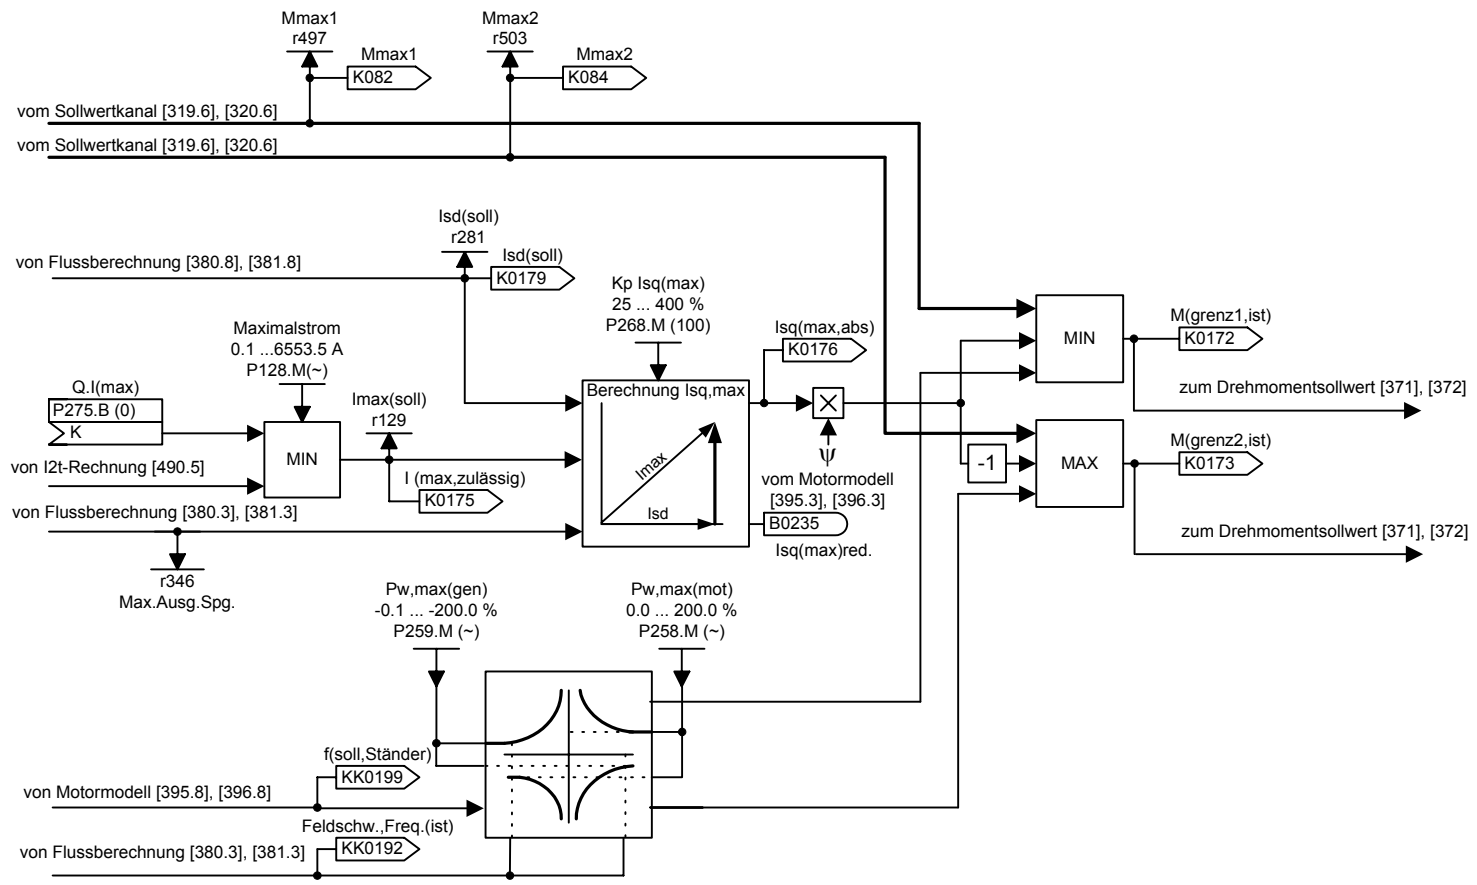 Mmax1
r497
Mmax1
K082
Mmax2
r503
Mmax2
K084
vom Sollwertkanal [319.6], [320.6]
vom Sollwertkanal [319.6], [320.6]
Isd(soll)
r281
Isd(soll)
K0179
von Flussberechnung [380.8], [381.8]
Kp Isq(max)
25 ... 400 %
P268.M (100)
Isq(max,abs)
K0176
Maximalstrom
0.1 ...6553.5 A
P128.M(~)
Q.I(max)
P275.B (0)
K
Imax(soll)
r129
MIN
von I2t-Rechnung [490.5]
I (max,zulässig)
K0175
von Flussberechnung [380.3], [381.3]
r346
Max.Ausg.Spg.
Berechnung Isq,max
Imax
Isd
ψ
vom Motormodell
[395.3], [396.3]
B0235
Isq(max)red.
-1
MIN
M(grenz1,ist)
K0172
zum Drehmomentsollwert [371], [372]
MAX
M(grenz2,ist)
K0173
zum Drehmomentsollwert [371], [372]
Pw,max(gen)
-0.1 ... -200.0 %
P259.M (~)
Pw,max(mot)
0.0 ... 200.0 %
P258.M (~)
f(soll,Ständer)
KK0199
von Motormodell [395.8], [396.8]
Feldschw.,Freq.(ist)
KK0192
von Flussberechnung [380.3], [381.3]